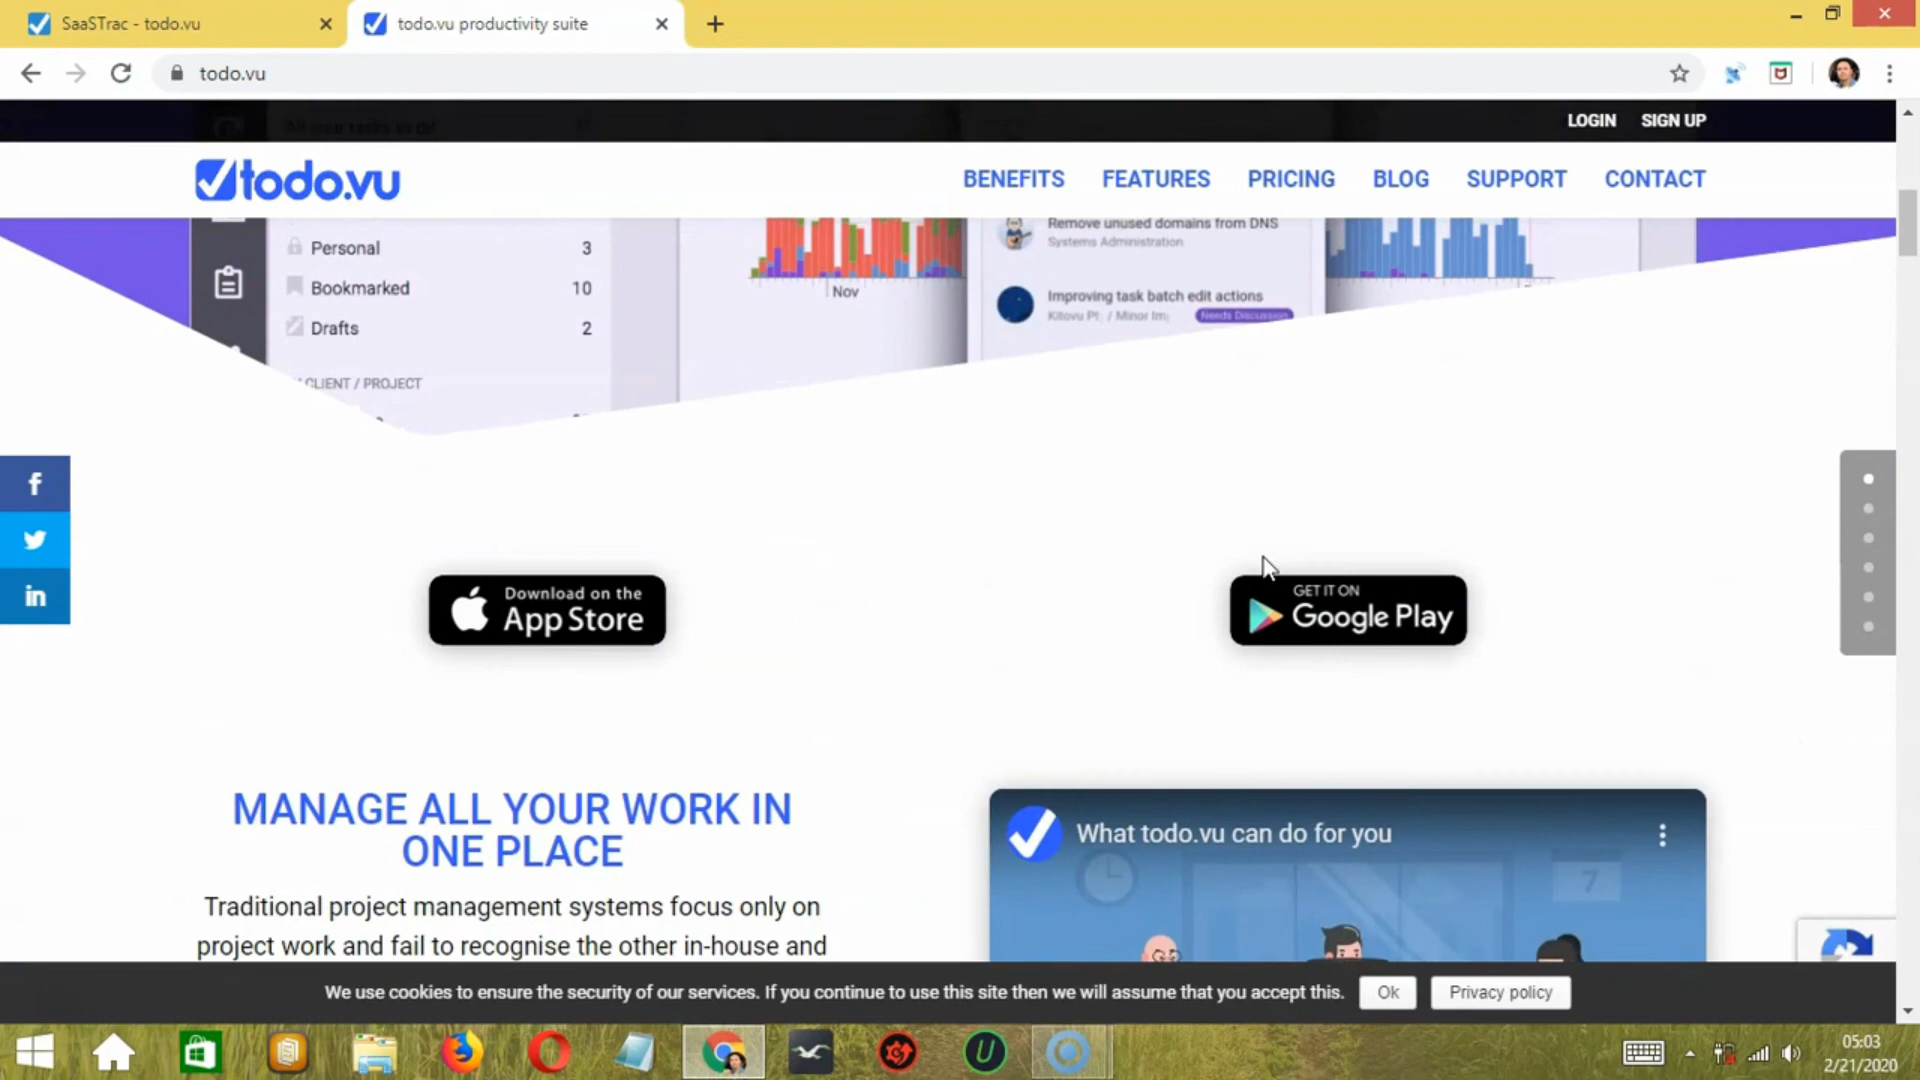 SaaSTrac - todo.vu
todo.vu productivity suite
todo.vu
LOGIN SIGN UP
todo.vu
BENEFITS FEATURES PRICING BLOG SUPPORT CONTACT
Personal 3
Bookmarked 10
Drafts 2
CLIENT / PROJECT
Nov
Remove unused domains from DNS
Systems Administration
Improving task batch edit actions
Needs Discussion
Download on the
App Store
GET IT ON
Google Play
MANAGE ALL YOUR WORK IN
ONE PLACE
Traditional project management systems focus only on
project work and fail to recognise the other in-house and
What todo.vu can do for you
7
We use cookies to ensure the security of our services. If you continue to use this site then we will assume that you accept this. Ok Privacy policy
05:03
2/21/2020